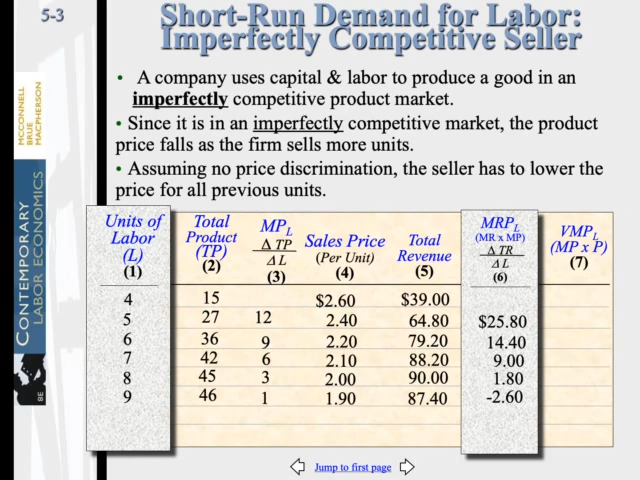 5-3
Short-Run Demand for Labor:
Imperfectly Competitive Seller
MCCONNELL
BRUE
MACPHERSON
CONTEMPORARY
LABOR ECONOMICS
8E
• A company uses capital & labor to produce a good in an
imperfectly competitive product market.
• Since it is in an imperfectly competitive market, the product
price falls as the firm sells more units.
• Assuming no price discrimination, the seller has to lower the
price for all previous units.
Units of Labor (L) (1)
Total Product (TP) (2)
MPL Δ TP Δ L (3)
Sales Price (Per Unit) (4)
Total Revenue (5)
MRPL (MR x MP) Δ TR Δ L (6)
VMPL (MP x P) (7)
4 15 $2.60 $39.00
5 27 12 2.40 64.80 $25.80
6 36 9 2.20 79.20 14.40
7 42 6 2.10 88.20 9.00
8 45 3 2.00 90.00 1.80
9 46 1 1.90 87.40 -2.60
Jump to first page